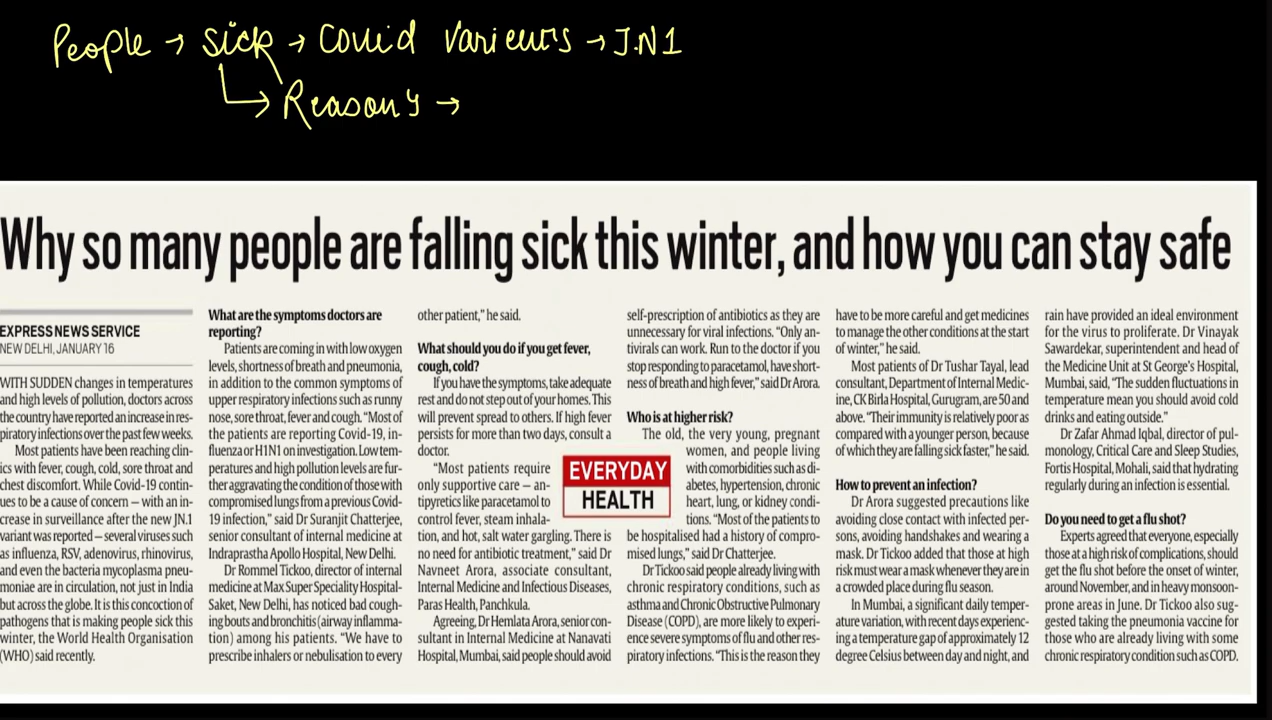 People → sick → Covid Varients → J.N1
↳ Reasons →
Why so many people are falling sick this winter, and how you can stay safe
EXPRESS NEWS SERVICE
NEW DELHI, JANUARY 16
WITH SUDDEN changes in temperatures
and high levels of pollution, doctors across
the country have reported an increase in res-
piratory infections over the past few weeks.
Most patients have been reaching clin-
ics with fever, cough, cold, sore throat and
chest discomfort. While Covid-19 contin-
ues to be a cause of concern — with an in-
crease in surveillance after the new JN.1
variant was reported — several viruses such
as influenza, RSV, adenovirus, rhinovirus,
and even the bacteria mycoplasma pneu-
moniae are in circulation, not just in India
but across the globe. It is this concoction of
pathogens that is making people sick this
winter, the World Health Organisation
(WHO) said recently.
What are the symptoms doctors are
reporting?
Patients are coming in with low oxygen
levels, shortness of breath and pneumonia,
in addition to the common symptoms of
upper respiratory infections such as runny
nose, sore throat, fever and cough. “Most of
the patients are reporting Covid-19, in-
fluenza or H1N1 on investigation. Low tem-
peratures and high pollution levels are fur-
ther aggravating the condition of those with
compromised lungs from a previous Covid-
19 infection,” said Dr Suranjit Chatterjee,
senior consultant of internal medicine at
Indraprastha Apollo Hospital, New Delhi.
Dr Rommel Tickoo, director of internal
medicine at Max Super Speciality Hospital-
Saket, New Delhi, has noticed bad cough-
ing bouts and bronchitis (airway inflamma-
tion) among his patients. “We have to
prescribe inhalers or nebulisation to every
other patient,” he said.
What should you do if you get fever,
cough, cold?
If you have the symptoms, take adequate
rest and do not step out of your homes. This
will prevent spread to others. If high fever
persists for more than two days, consult a
doctor.
“Most patients require
only supportive care — an-
tipyretics like paracetamol to
control fever, steam inhala-
tion, and hot, salt water gargling. There is
no need for antibiotic treatment,” said Dr
Navneet Arora, associate consultant,
Internal Medicine and Infectious Diseases,
Paras Health, Panchkula.
Agreeing, Dr Hemlata Arora, senior con-
sultant in Internal Medicine at Nanavati
Hospital, Mumbai, said people should avoid
EVERYDAY
HEALTH
self-prescription of antibiotics as they are
unnecessary for viral infections. “Only an-
tivirals can work. Run to the doctor if you
stop responding to paracetamol, have short-
ness of breath and high fever,” said Dr Arora.
Who is at higher risk?
The old, the very young, pregnant
women, and people living
with comorbidities such as di-
abetes, hypertension, chronic
heart, lung, or kidney condi-
tions. “Most of the patients to
be hospitalised had a history of compro-
mised lungs,” said Dr Chatterjee.
Dr Tickoo said people already living with
chronic respiratory conditions, such as
asthma and Chronic Obstructive Pulmonary
Disease (COPD), are more likely to experi-
ence severe symptoms of flu and other res-
piratory infections. “This is the reason they
have to be more careful and get medicines
to manage the other conditions at the start
of winter,” he said.
Most patients of Dr Tushar Tayal, lead
consultant, Department of Internal Medic-
ine, CK Birla Hospital, Gurugram, are 50 and
above. “Their immunity is relatively poor as
compared with a younger person, because
of which they are falling sick faster,” he said.
How to prevent an infection?
Dr Arora suggested precautions like
avoiding close contact with infected per-
sons, avoiding handshakes and wearing a
mask. Dr Tickoo added that those at high
risk must wear a mask whenever they are in
a crowded place during flu season.
In Mumbai, a significant daily temper-
ature variation, with recent days experienc-
ing a temperature gap of approximately 12
degree Celsius between day and night, and
rain have provided an ideal environment
for the virus to proliferate. Dr Vinayak
Sawardekar, superintendent and head of
the Medicine Unit at St George’s Hospital,
Mumbai, said, “The sudden fluctuations in
temperature mean you should avoid cold
drinks and eating outside.”
Dr Zafar Ahmad Iqbal, director of pul-
monology, Critical Care and Sleep Studies,
Fortis Hospital, Mohali, said that hydrating
regularly during an infection is essential.
Do you need to get a flu shot?
Experts agreed that everyone, especially
those at a high risk of complications, should
get the flu shot before the onset of winter,
around November, and in heavy monsoon-
prone areas in June. Dr Tickoo also sug-
gested taking the pneumonia vaccine for
those who are already living with some
chronic respiratory condition such as COPD.